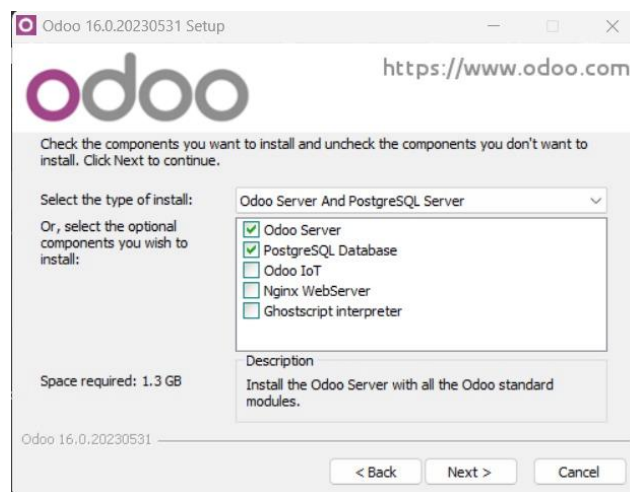 Odoo 16.0.20230531 Setup
odoo
https://www.odoo.com
Check the components you want to install and uncheck the components you don't want to
install. Click Next to continue.
Select the type of install:
Odoo Server And PostgreSQL Server
Or, select the optional
components you wish to
install:
Odoo Server
PostgreSQL Database
Odoo IoT
Nginx WebServer
Ghostscript interpreter
Space required: 1.3 GB
Description
Install the Odoo Server with all the Odoo standard
modules.
Odoo 16.0.20230531
< Back
Next >
Cancel